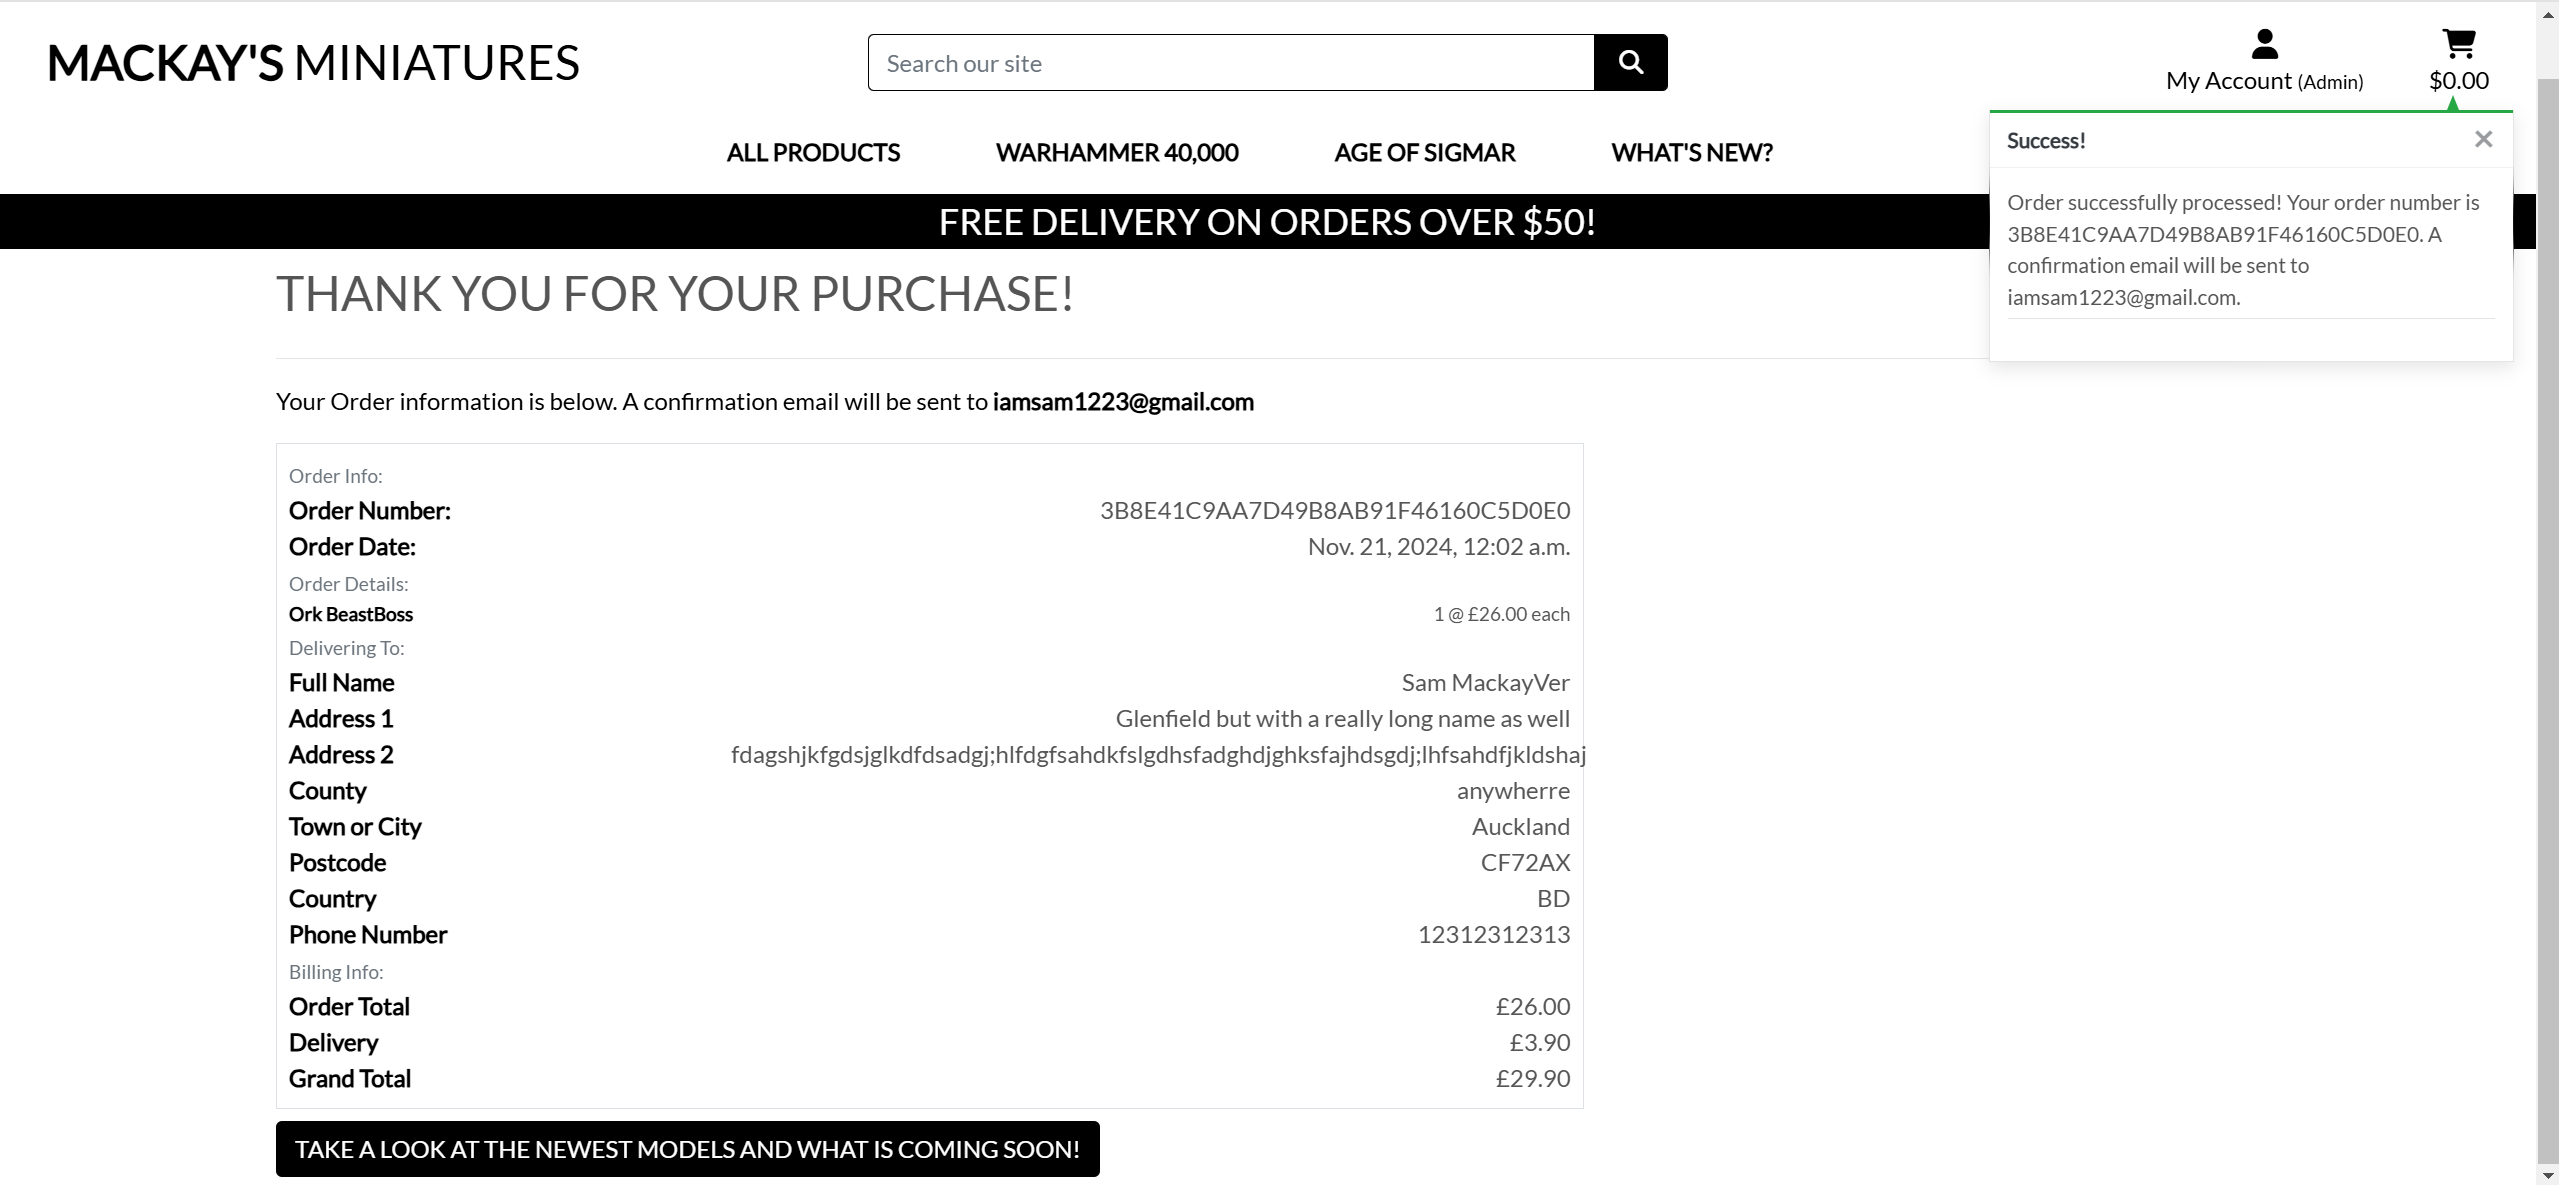 MACKAY'S MINIATURES
Search our site
My Account (Admin)
$0.00
ALL PRODUCTS
WARHAMMER 40,000
AGE OF SIGMAR
WHAT'S NEW?
Success!
Order successfully processed! Your order number is
3B8E41C9AA7D49B8AB91F46160C5D0E0. A
confirmation email will be sent to
iamsam1223@gmail.com.
FREE DELIVERY ON ORDERS OVER $50!
THANK YOU FOR YOUR PURCHASE!
Your Order information is below. A confirmation email will be sent to iamsam1223@gmail.com
Order Info:
Order Number: 3B8E41C9AA7D49B8AB91F46160C5D0E0
Order Date: Nov. 21, 2024, 12:02 a.m.
Order Details:
Ork BeastBoss 1 @ £26.00 each
Delivering To:
Full Name Sam MackayVer
Address 1 Glenfield but with a really long name as well
Address 2 fdagshjkfgdsjglkdfdsadgj;hlfdgfsahdkfslgdhsfadghdjghksfajhdsgdj;lhfsahdfjkldshaj
County anywherre
Town or City Auckland
Postcode CF72AX
Country BD
Phone Number 12312312313
Billing Info:
Order Total £26.00
Delivery £3.90
Grand Total £29.90
TAKE A LOOK AT THE NEWEST MODELS AND WHAT IS COMING SOON!